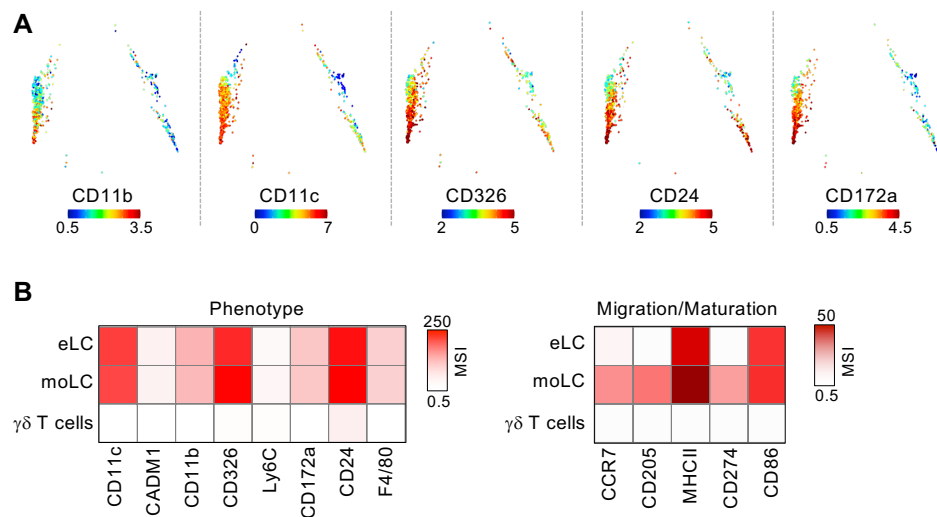 A
CD11b
0.5 3.5
CD11c
0 7
CD326
2 5
CD24
2 5
CD172a
0.5 4.5
B
Phenotype
eLC
moLC
γδ T cells
CD11c
CADM1
CD11b
CD326
Ly6C
CD172a
CD24
F4/80
250
MSI
0.5
Migration/Maturation
eLC
moLC
γδ T cells
CCR7
CD205
MHCII
CD274
CD86
50
MSI
0.5